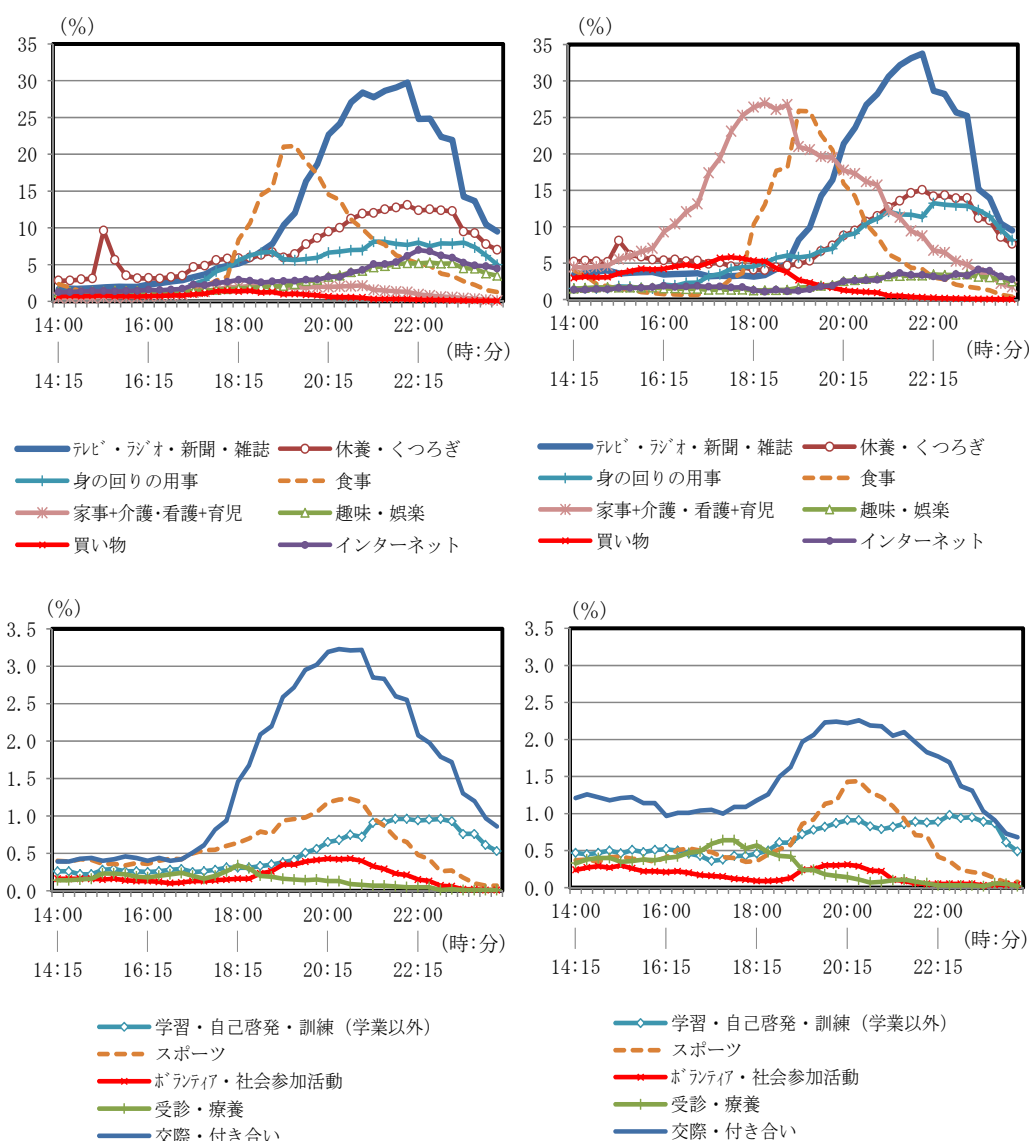 (%)
35
30
25
20
15
10
5
0
14:00 16:00 18:00 20:00 22:00
(時:分)
14:15 16:15 18:15 20:15 22:15
テレビ・ラジオ・新聞・雑誌 休養・くつろぎ
身の回りの用事 食事
家事+介護・看護+育児 趣味・娯楽
買い物 インターネット
(%)
35
30
25
20
15
10
5
0
14:00 16:00 18:00 20:00 22:00
(時:分)
14:15 16:15 18:15 20:15 22:15
テレビ・ラジオ・新聞・雑誌 休養・くつろぎ
身の回りの用事 食事
家事+介護・看護+育児 趣味・娯楽
買い物 インターネット
(%)
3.5
3.0
2.5
2.0
1.5
1.0
0.5
0.0
14:00 16:00 18:00 20:00 22:00
(時:分)
14:15 16:15 18:15 20:15 22:15
学習・自己啓発・訓練（学業以外）
スポーツ
ボランティア・社会参加活動
受診・療養
交際・付き合い
(%)
3.5
3.0
2.5
2.0
1.5
1.0
0.5
0.0
14:00 16:00 18:00 20:00 22:00
(時:分)
14:15 16:15 18:15 20:15 22:15
学習・自己啓発・訓練（学業以外）
スポーツ
ボランティア・社会参加活動
受診・療養
交際・付き合い